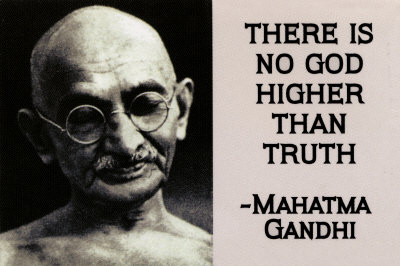 THERE IS
NO GOD
HIGHER
THAN
TRUTH
-MAHATMA
GANDHI